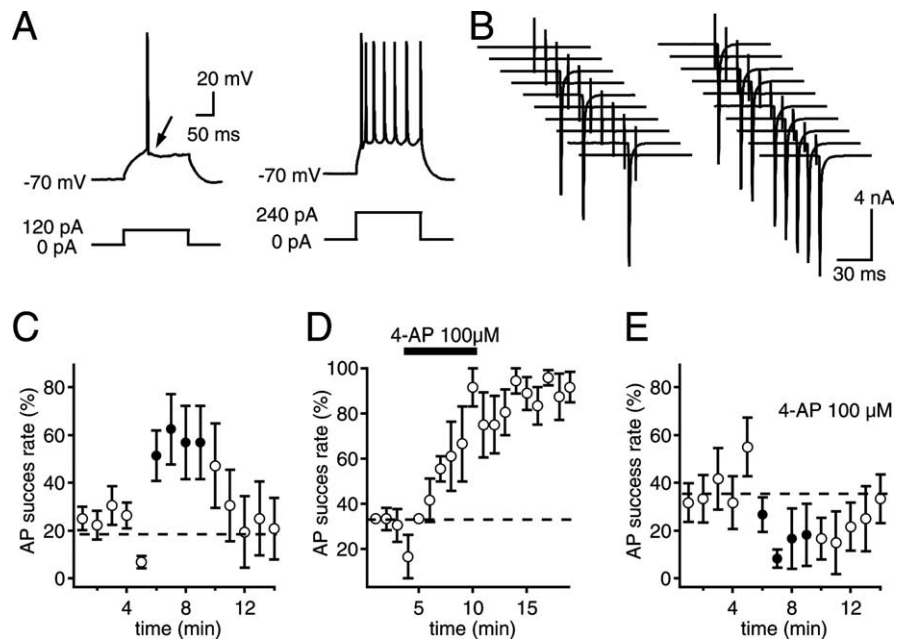 A
20 mV
50 ms
-70 mV
120 pA
0 pA
-70 mV
240 pA
0 pA
B
4 nA
30 ms
C
AP succes rate (%)
80
60
40
20
0
4
8
12
time (min)
D
4-AP 100μM
AP succes rate (%)
100
80
60
40
20
5
10
15
time (min)
E
4-AP 100 μM
AP success rate (%)
80
60
40
20
0
4
8
12
time (min)